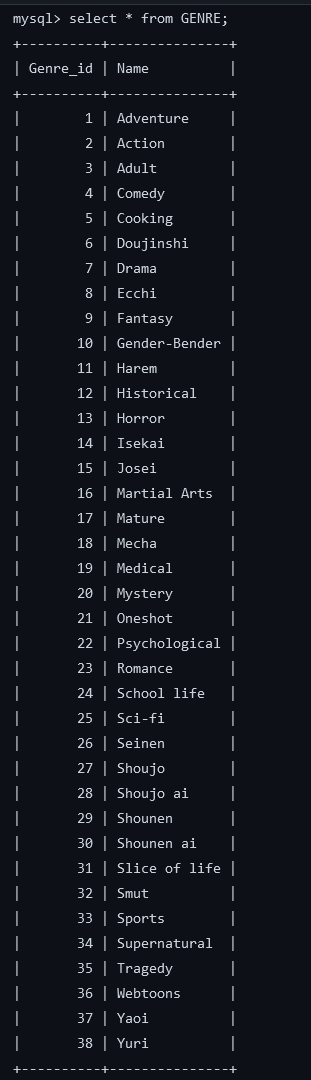 mysql> select * from GENRE;
+----------+---------------+
| Genre_id | Name          |
+----------+---------------+
|        1 | Adventure     |
|        2 | Action        |
|        3 | Adult         |
|        4 | Comedy        |
|        5 | Cooking       |
|        6 | Doujinshi     |
|        7 | Drama         |
|        8 | Ecchi         |
|        9 | Fantasy       |
|       10 | Gender-Bender |
|       11 | Harem         |
|       12 | Historical    |
|       13 | Horror        |
|       14 | Isekai        |
|       15 | Josei         |
|       16 | Martial Arts  |
|       17 | Mature        |
|       18 | Mecha         |
|       19 | Medical       |
|       20 | Mystery       |
|       21 | Oneshot       |
|       22 | Psychological |
|       23 | Romance       |
|       24 | School life   |
|       25 | Sci-fi        |
|       26 | Seinen        |
|       27 | Shoujo        |
|       28 | Shoujo ai     |
|       29 | Shounen       |
|       30 | Shounen ai    |
|       31 | Slice of life |
|       32 | Smut          |
|       33 | Sports        |
|       34 | Supernatural  |
|       35 | Tragedy       |
|       36 | Webtoons      |
|       37 | Yaoi          |
|       38 | Yuri          |
+----------+---------------+